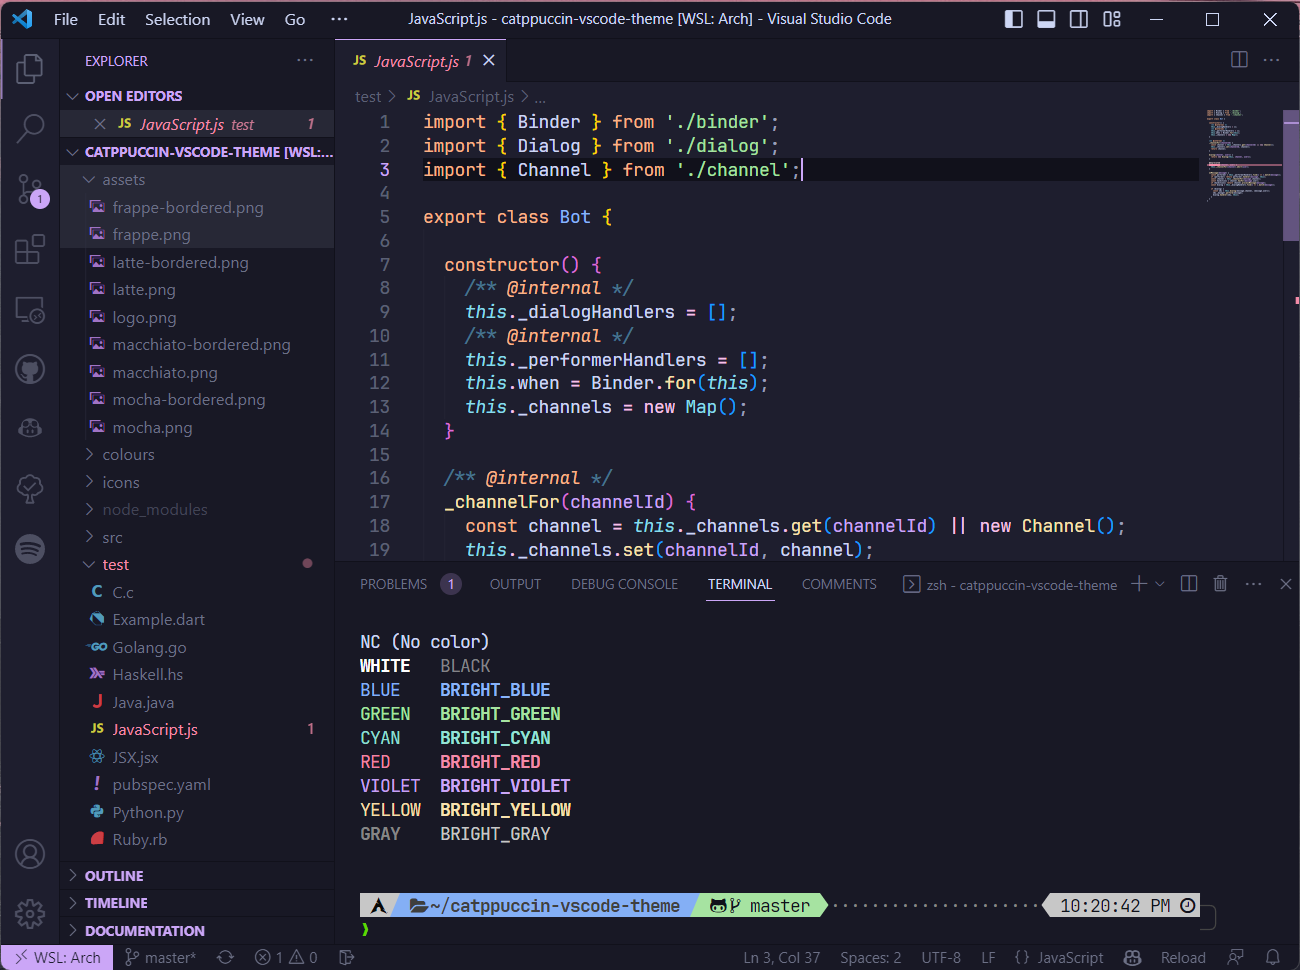 File Edit Selection View Go ··· JavaScript.js - catppuccin-vscode-theme [WSL: Arch] - Visual Studio Code
EXPLORER ···
OPEN EDITORS
JS JavaScript.js test 1
CATPPUCCIN-VSCODE-THEME [WSL:...
assets
frappe-bordered.png
frappe.png
latte-bordered.png
latte.png
logo.png
macchiato-bordered.png
macchiato.png
mocha-bordered.png
mocha.png
colours
icons
node_modules
src
test
C C.c
Example.dart
GO Golang.go
Haskell.hs
J Java.java
JS JavaScript.js 1
JSX.jsx
! pubspec.yaml
Python.py
Ruby.rb
OUTLINE
TIMELINE
DOCUMENTATION
1
JS JavaScript.js 1
test > JS JavaScript.js > ...
1 import { Binder } from './binder';
2 import { Dialog } from './dialog';
3 import { Channel } from './channel';
4
5 export class Bot {
6
7 constructor() {
8 /** @internal */
9 this._dialogHandlers = [];
10 /** @internal */
11 this._performerHandlers = [];
12 this.when = Binder.for(this);
13 this._channels = new Map();
14 }
15
16 /** @internal */
17 _channelFor(channelId) {
18 const channel = this._channels.get(channelId) || new Channel();
19 this._channels.set(channelId, channel);
PROBLEMS 1 OUTPUT DEBUG CONSOLE TERMINAL COMMENTS zsh - catppuccin-vscode-theme
NC (No color)
WHITE BLACK
BLUE BRIGHT_BLUE
GREEN BRIGHT_GREEN
CYAN BRIGHT_CYAN
RED BRIGHT_RED
VIOLET BRIGHT_VIOLET
YELLOW BRIGHT_YELLOW
GRAY BRIGHT_GRAY
~/catppuccin-vscode-theme master 10:20:42 PM
❯
WSL: Arch master* 1 0 Ln 3, Col 37 Spaces: 2 UTF-8 LF {} JavaScript Reload